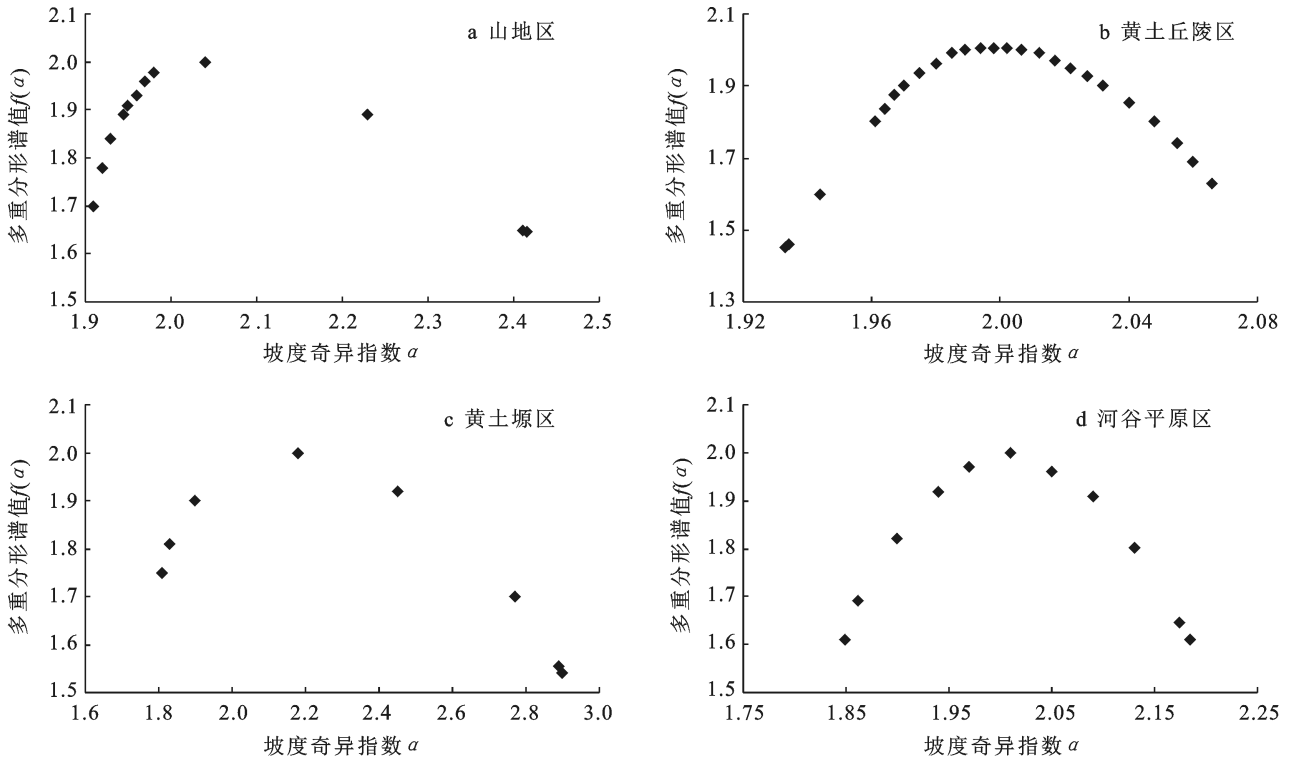 a 山地区
多重分形谱值f(α)
2.1
2.0
1.9
1.8
1.7
1.6
1.5
1.9 2.0 2.1 2.2 2.3 2.4 2.5
坡度奇异指数 α
b 黄土丘陵区
多重分形谱值f(α)
2.1
1.9
1.7
1.5
1.3
1.92 1.96 2.00 2.04 2.08
坡度奇异指数 α
c 黄土塬区
多重分形谱值f(α)
2.1
2.0
1.9
1.8
1.7
1.6
1.5
1.6 1.8 2.0 2.2 2.4 2.6 2.8 3.0
坡度奇异指数 α
d 河谷平原区
多重分形谱值f(α)
2.1
2.0
1.9
1.8
1.7
1.6
1.5
1.75 1.85 1.95 2.05 2.15 2.25
坡度奇异指数 α